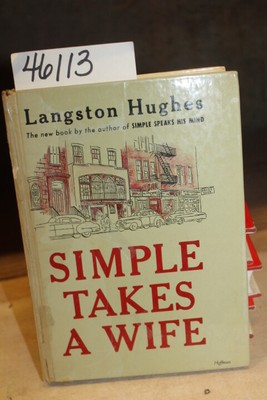 46113
Langston Hughes
The new book by the author of SIMPLE SPEAKS HIS MIND
SIMPLE
TAKES
A WIFE